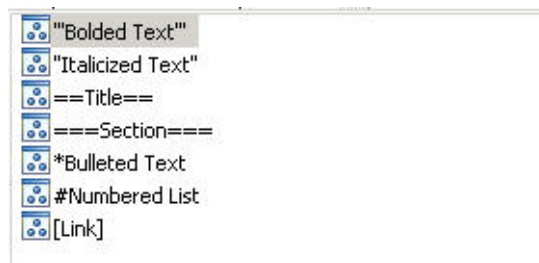 '''Bolded Text'''
''Italicized Text''
==Title==
===Section===
*Bulleted Text
#Numbered List
[Link]